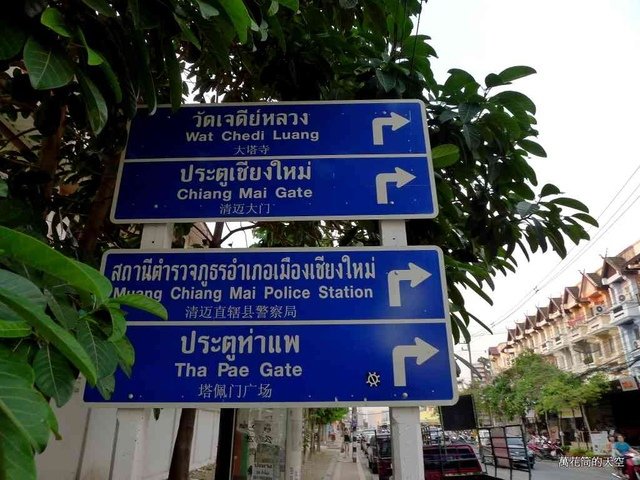 วัดเจดีย์หลวง
Wat Chedi Luang
大塔寺
ประตูเชียงใหม่
Chiang Mai Gate
清迈大门
สถานีตำรวจภูธรอำเภอเมืองเชียงใหม่
Muang Chiang Mai Police Station
清迈直辖县警察局
ประตูท่าแพ
Tha Pae Gate
塔佩门广场
萬花筒的天空